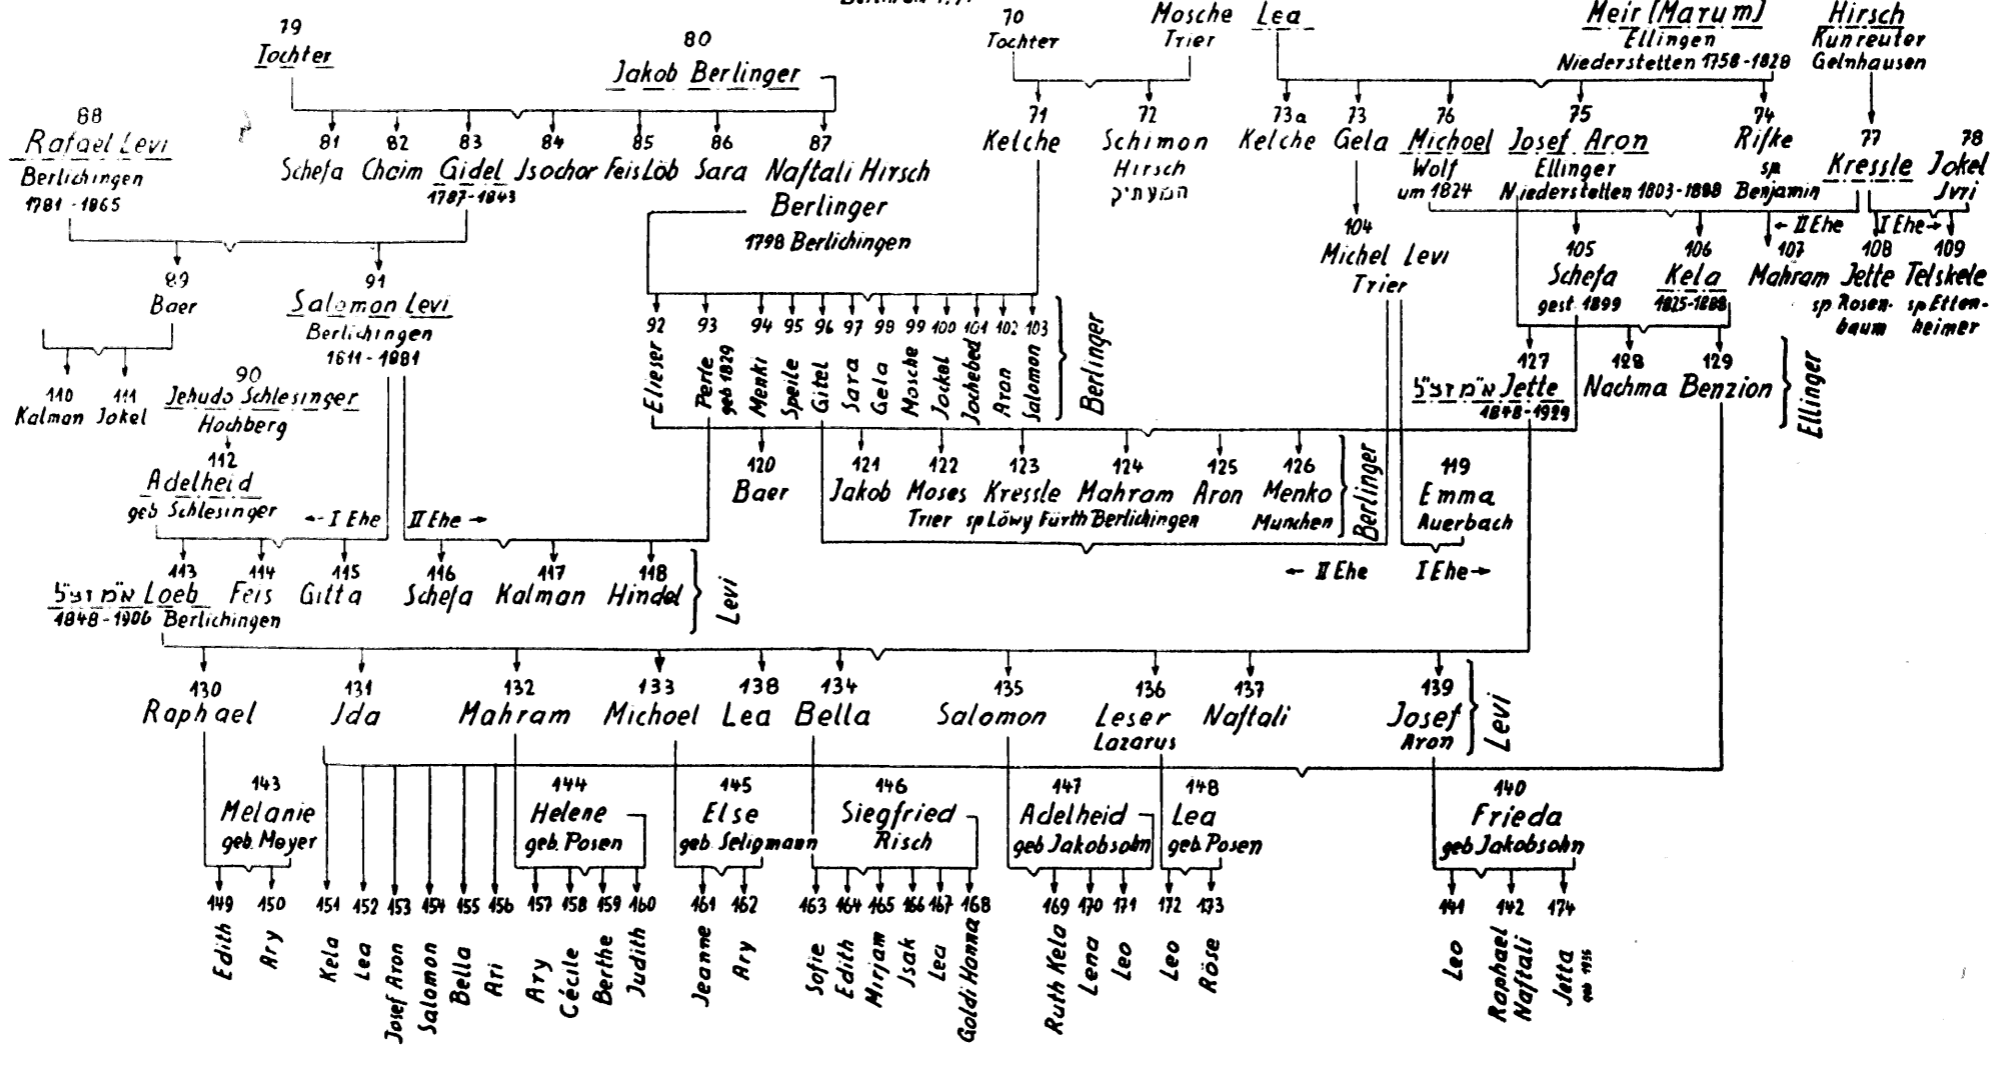 79
Tochter
80
Jakob Berlinger
70
Tochter
Mosche
Trier
Lea
Meir [Marum]
Ellingen
Niederstetten 1758-1828
Hirsch
Kunreuter
Gelnhausen
88
Rafael Levi
Berlichingen
1781-1865
81
Schefa
82
Chaim
83
Gidel
1787-1843
84
Jsochor
85
FeisLöb
86
Sara
87
Naftali Hirsch
Berlinger
1798 Berlichingen
71
Kelche
72
Schimon
Hirsch
73a
Kelche
73
Gela
76
Michoel
Wolf
um 1824
75
Josef Aron
Ellinger
Niederstetten 1803-1888
74
Rifke
sp
Benjamin
77
Kressle
78
Jokel
Jvri
← II Ehe
I Ehe →
89
Baer
91
Salomon Levi
Berlichingen
1811-1881
104
Michel Levi
Trier
105
Schefa
gest. 1899
106
Kela
1825-1888
107
Mahram
108
Jette
sp Rosen-
baum
109
Telskele
sp Etten-
heimer
92
Elieser
93
Perle
geb 1829
94
Menki
95
Speile
96
Gitel
97
Sara
98
Gela
99
Mosche
100
Jockel
101
Jochebed
102
Aron
103
Salomon
Berlinger
110
Kalman
111
Jokel
90
Jehuda Schlesinger
Hochberg
127
אמ״מ זצ״ל Jette
1848-1929
128
Nachma
129
Benzion
Ellinger
112
Adelheid
geb Schlesinger
← I Ehe
II Ehe →
120
Baer
121
Jakob
122
Moses
Trier
123
Kressle
sp Löwy Fürth
124
Mahram
Berlichingen
125
Aron
126
Menko
München
Berlinger
119
Emma
Auerbach
← II Ehe
I Ehe →
113
Loeb
1848-1906 Berlichingen
114
Feis
115
Gitta
116
Schefa
117
Kalman
118
Hindel
Levi
130
Raphael
131
Jda
132
Mahram
133
Michoel
138
Lea
134
Bella
135
Salomon
136
Leser
Lazarus
137
Naftali
139
Josef
Aron
Levi
143
Melanie
geb. Meyer
144
Helene
geb. Posen
145
Else
geb. Seligmann
146
Siegfried
Risch
147
Adelheid
geb Jakobsohn
148
Lea
geb. Posen
140
Frieda
geb Jakobsohn
149
Edith
150
Ary
151
Kela
152
Lea
153
Josef Aron
154
Salomon
155
Bella
156
Ari
157
Ary
158
Cécile
159
Berthe
160
Judith
161
Jeanne
162
Ary
163
Sofie
164
Edith
165
Mirjam
166
Jsak
167
Lea
168
Goldi Hanna
169
Ruth Kela
170
Lena
171
Leo
172
Leo
173
Röse
141
Leo
142
Raphael
Naftali
174
Jetta
geb 1935